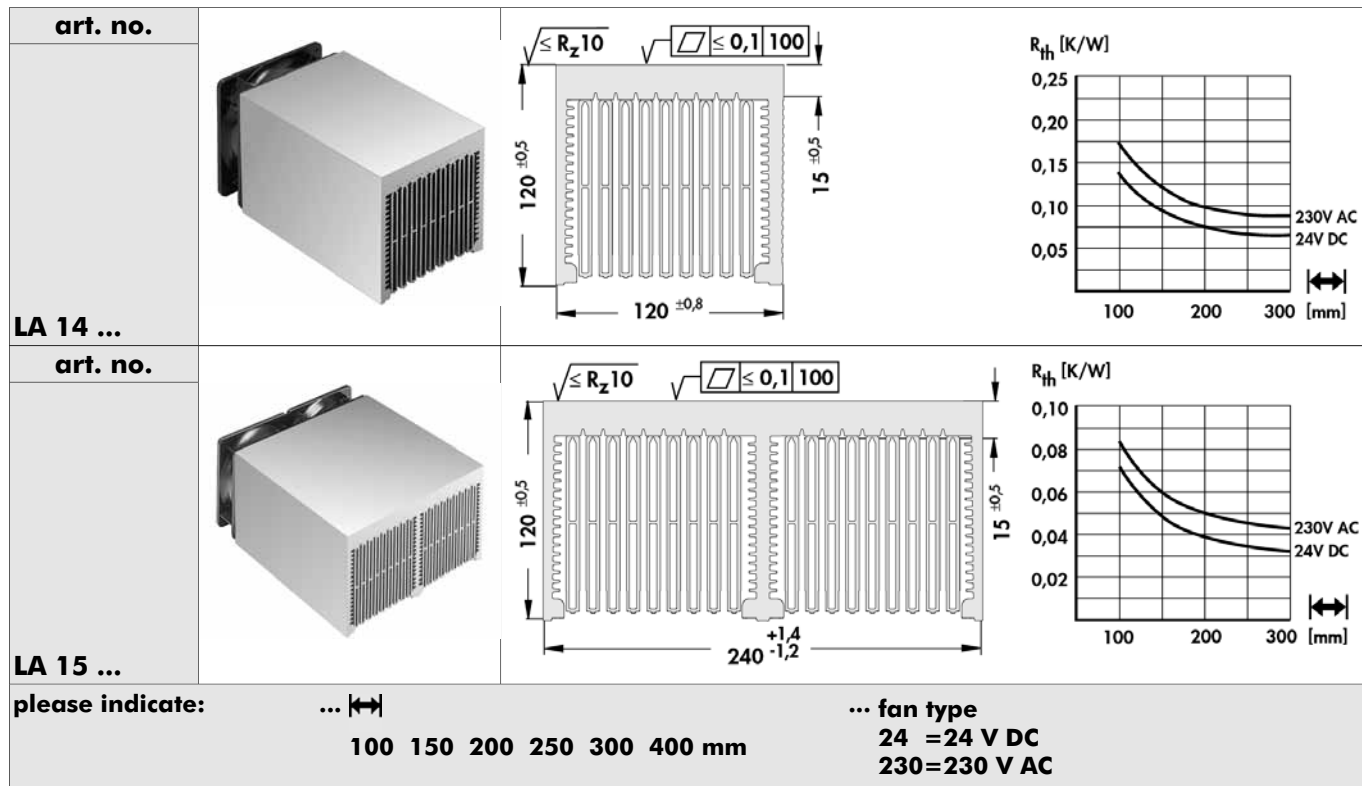 art. no.
LA 14 ...
≤ Rz10
≤ 0,1 100
120 ±0,5
15 ±0,5
120 ±0,8
Rth [K/W]
0,25
0,20
0,15
0,10
0,05
230V AC
24V DC
100 200 300 [mm]
art. no.
LA 15 ...
≤ Rz10
≤ 0,1 100
120 ±0,5
15 ±0,5
240 +1,4 -1,2
Rth [K/W]
0,10
0,08
0,06
0,04
0,02
230V AC
24V DC
100 200 300 [mm]
please indicate: ...
100 150 200 250 300 400 mm
... fan type
24 =24 V DC
230=230 V AC